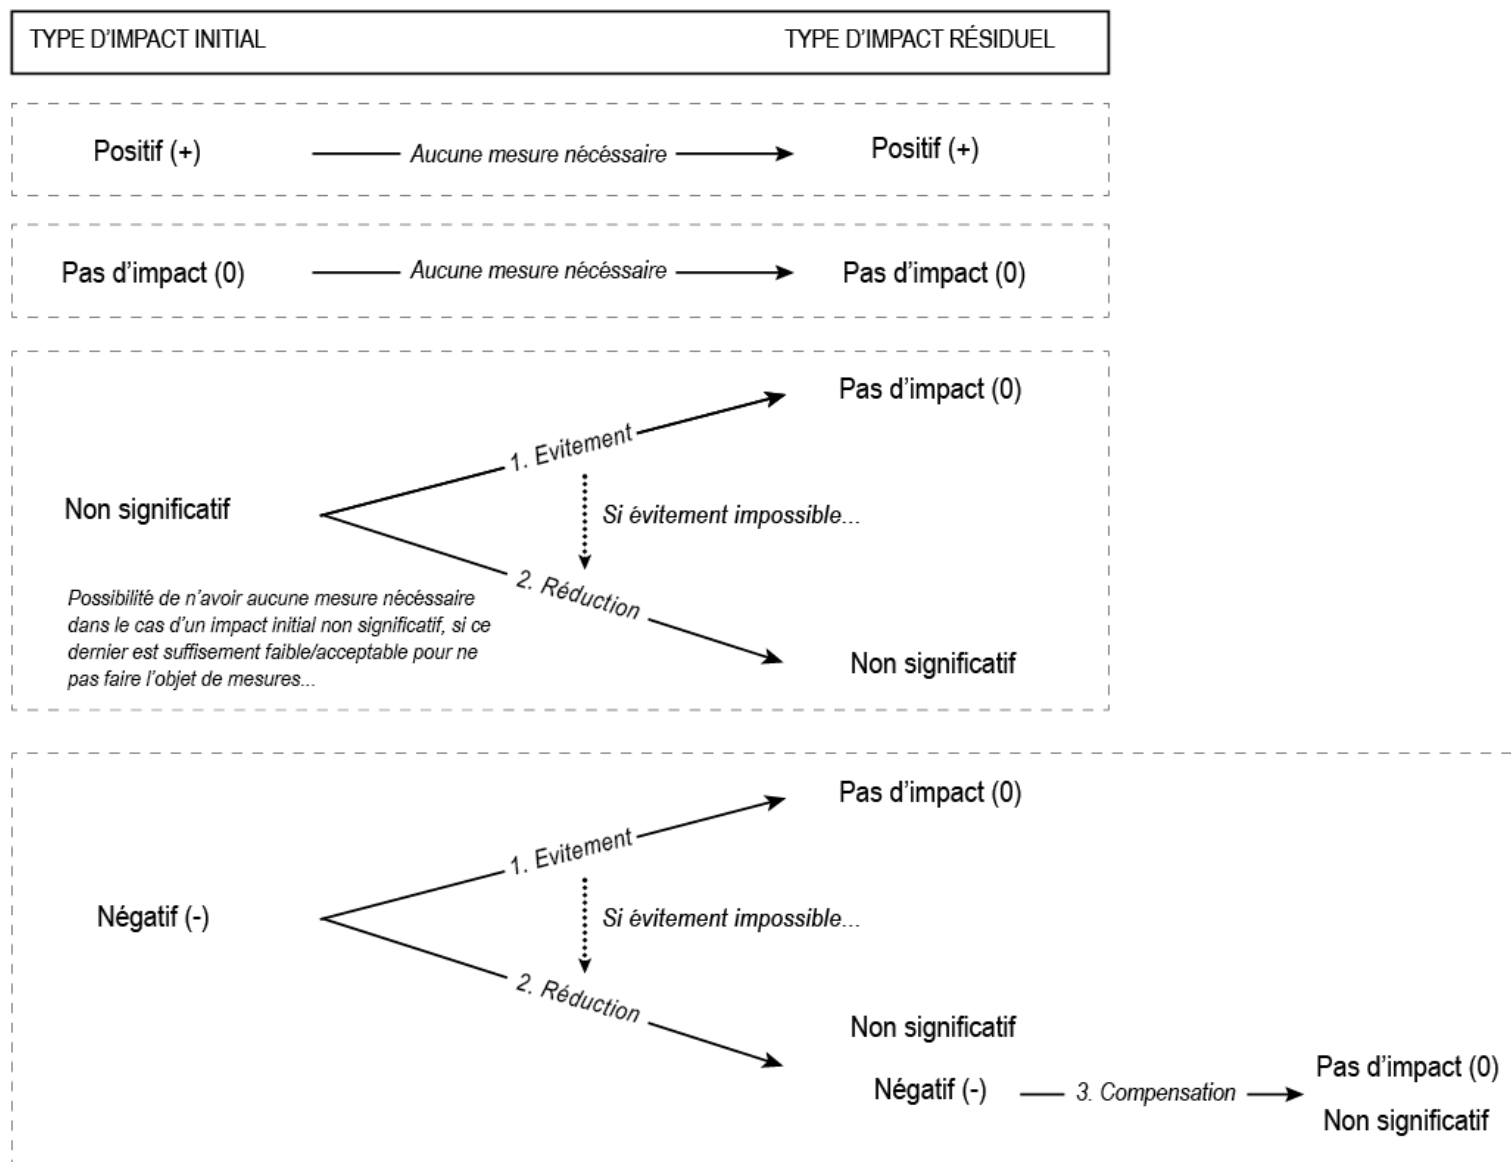 TYPE D'IMPACT INITIAL
TYPE D'IMPACT RÉSIDUEL
Positif (+)
Aucune mesure nécéssaire
Positif (+)
Pas d'impact (0)
Aucune mesure nécéssaire
Pas d'impact (0)
Pas d'impact (0)
1. Evitement
Non significatif
Si évitement impossible...
2. Réduction
Possibilité de n'avoir aucune mesure nécéssaire
dans le cas d'un impact initial non significatif, si ce
dernier est suffisement faible/acceptable pour ne
pas faire l'objet de mesures...
Non significatif
Pas d'impact (0)
1. Evitement
Négatif (-)
Si évitement impossible...
2. Réduction
Non significatif
Négatif (-)
3. Compensation
Pas d'impact (0)
Non significatif